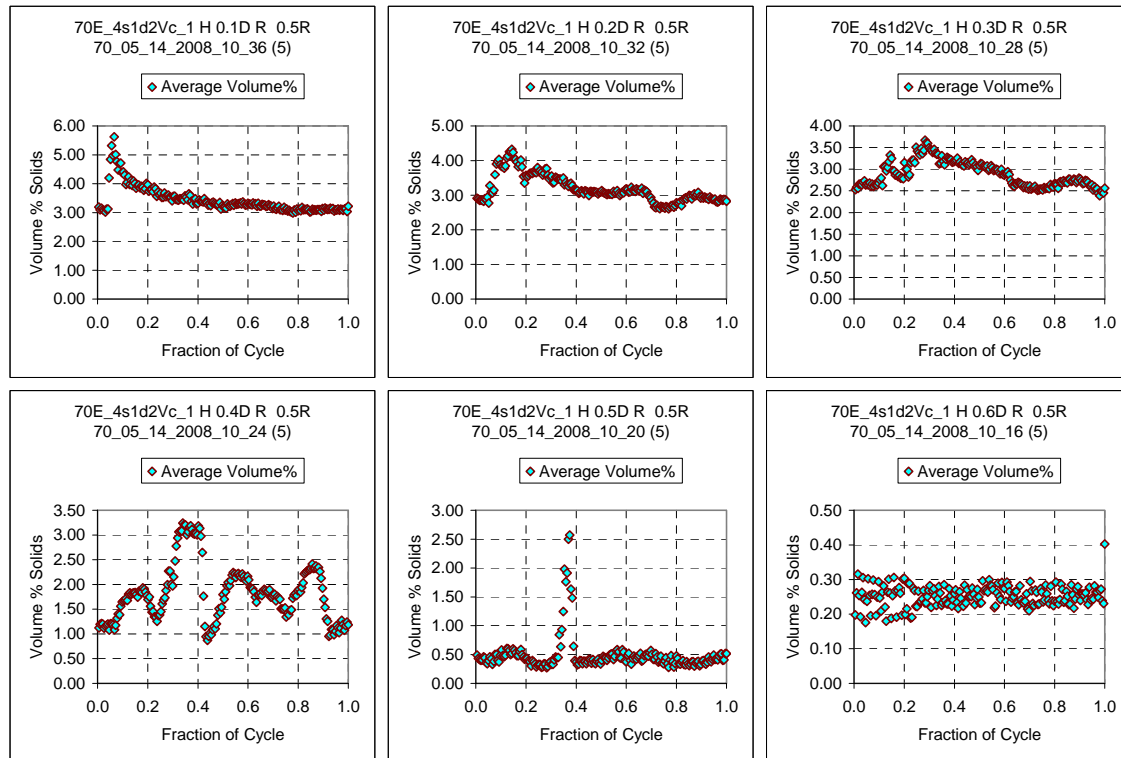 70E_4s1d2Vc_1 H 0.1D R 0.5R
70_05_14_2008_10_36 (5)
Average Volume%
Volume % Solids
6.00
5.00
4.00
3.00
2.00
1.00
0.00
0.0 0.2 0.4 0.6 0.8 1.0
Fraction of Cycle
70E_4s1d2Vc_1 H 0.2D R 0.5R
70_05_14_2008_10_32 (5)
Average Volume%
Volume % Solids
5.00
4.00
3.00
2.00
1.00
0.00
0.0 0.2 0.4 0.6 0.8 1.0
Fraction of Cycle
70E_4s1d2Vc_1 H 0.3D R 0.5R
70_05_14_2008_10_28 (5)
Average Volume%
Volume % Solids
4.00
3.50
3.00
2.50
2.00
1.50
1.00
0.50
0.00
0.0 0.2 0.4 0.6 0.8 1.0
Fraction of Cycle
70E_4s1d2Vc_1 H 0.4D R 0.5R
70_05_14_2008_10_24 (5)
Average Volume%
Volume % Solids
3.50
3.00
2.50
2.00
1.50
1.00
0.50
0.00
0.0 0.2 0.4 0.6 0.8 1.0
Fraction of Cycle
70E_4s1d2Vc_1 H 0.5D R 0.5R
70_05_14_2008_10_20 (5)
Average Volume%
Volume % Solids
3.00
2.50
2.00
1.50
1.00
0.50
0.00
0.0 0.2 0.4 0.6 0.8 1.0
Fraction of Cycle
70E_4s1d2Vc_1 H 0.6D R 0.5R
70_05_14_2008_10_16 (5)
Average Volume%
Volume % Solids
0.50
0.40
0.30
0.20
0.10
0.00
0.0 0.2 0.4 0.6 0.8 1.0
Fraction of Cycle